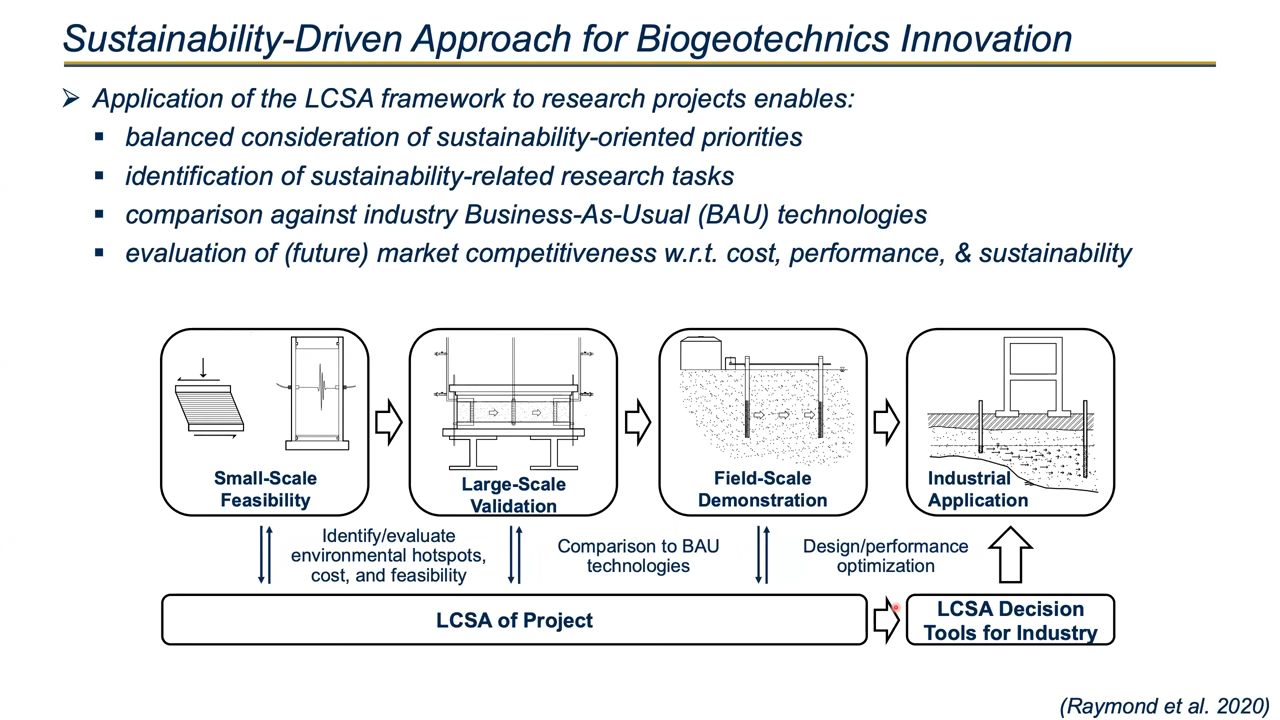 Sustainability-Driven Approach for Biogeotechnics Innovation
➢ Application of the LCSA framework to research projects enables:
▪ balanced consideration of sustainability-oriented priorities
▪ identification of sustainability-related research tasks
▪ comparison against industry Business-As-Usual (BAU) technologies
▪ evaluation of (future) market competitiveness w.r.t. cost, performance, & sustainability
Small-Scale
Feasibility
Large-Scale
Validation
Field-Scale
Demonstration
Industrial
Application
Identify/evaluate
environmental hotspots,
cost, and feasibility
Comparison to BAU
technologies
Design/performance
optimization
LCSA of Project
LCSA Decision
Tools for Industry
(Raymond et al. 2020)